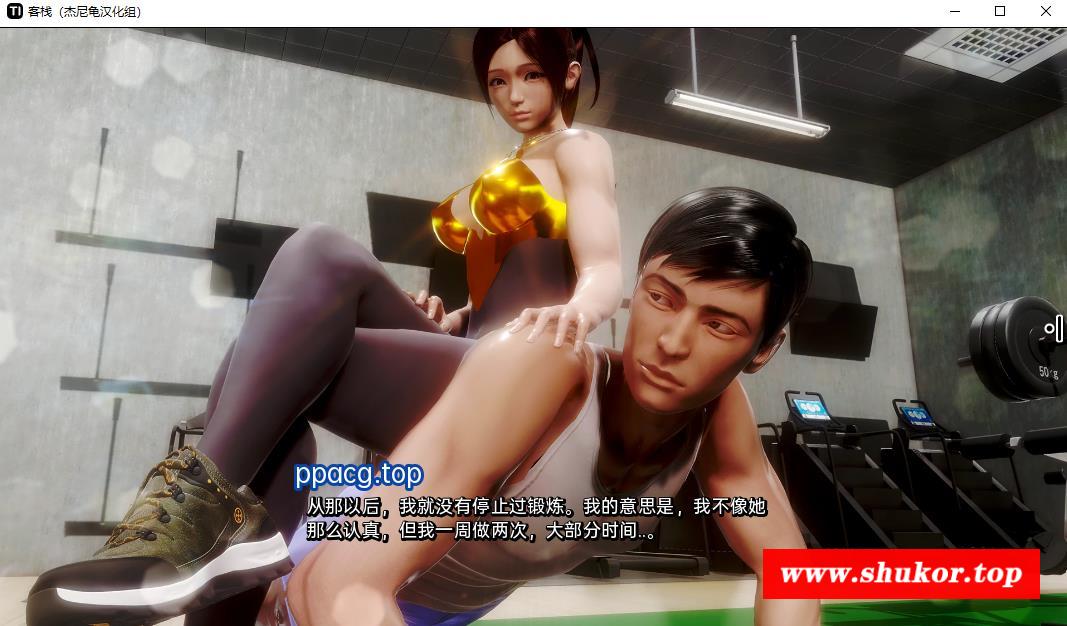 TI 客栈（杰尼龟汉化组）
50kg
ppacg.top
从那以后，我就没有停止过锻炼。我的意思是，我不像她
那么认真，但我一周做两次，大部分时间..。
www.shukor.top